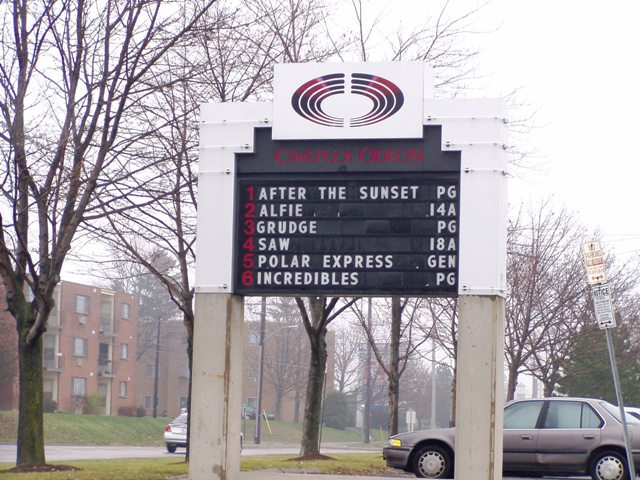 CINEPLEX ODEON
1 AFTER THE SUNSET PG
2 ALFIE 14A
3 GRUDGE PG
4 SAW 18A
5 POLAR EXPRESS GEN
6 INCREDIBLES PG